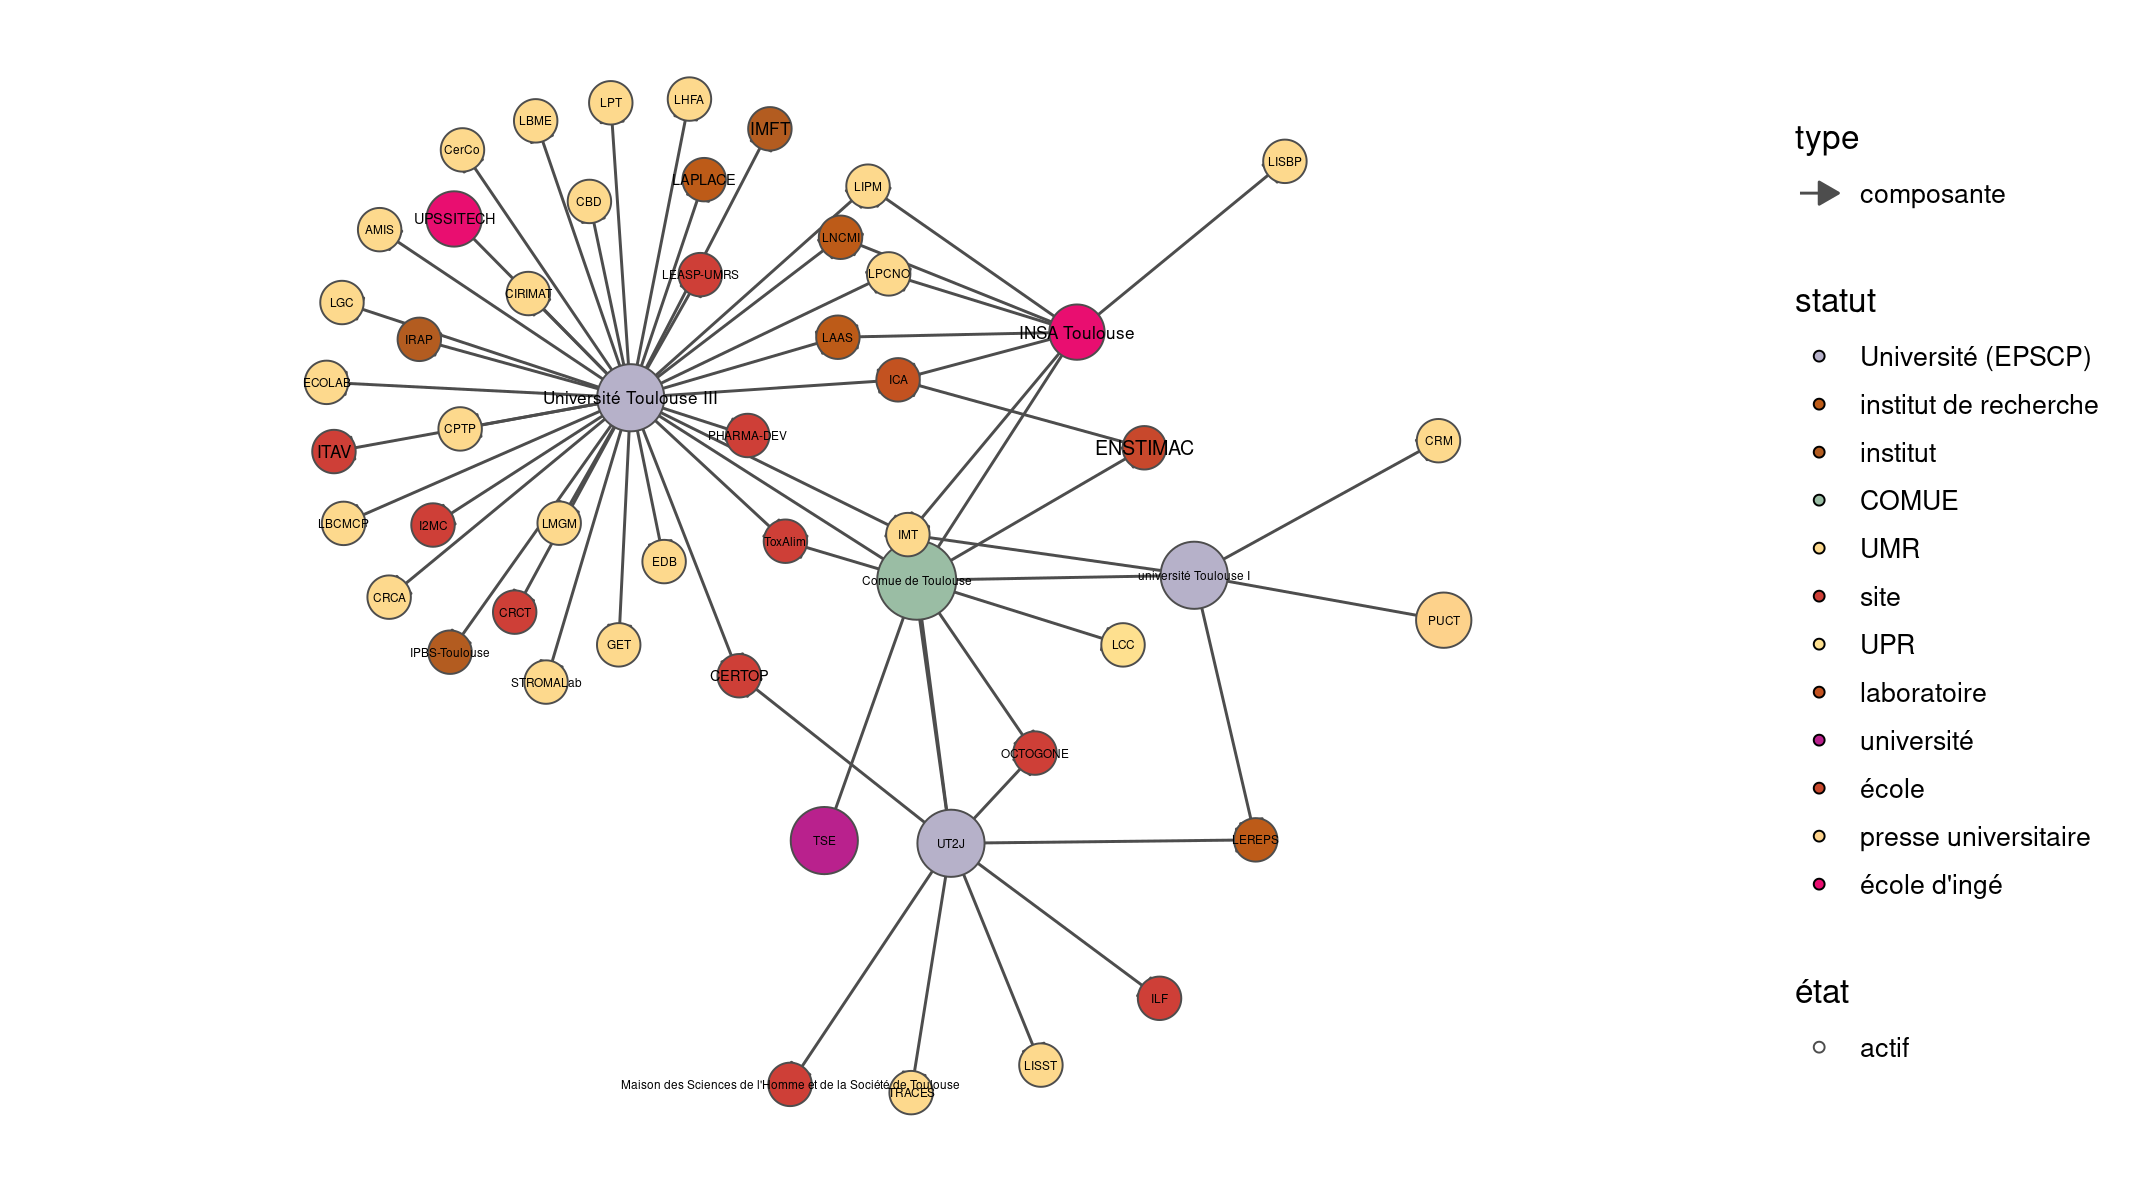 LHFA
LPT
LBME
IMFT
CerCo
LISBP
LAPLACE
LIPM
CBD
UPSSITECH
AMIS
LNCMI
LEASP-UMRS
LPCNO
CIRIMAT
LGC
INSA Toulouse
LAAS
IRAP
ICA
ECOLAB
Université Toulouse III
CPTP
PHARMA-DEV
CRM
ENSTIMAC
ITAV
LBCMCP
I2MC
LMGM
IMT
ToxAlim
EDB
université Toulouse I
Comue de Toulouse
CRCA
CRCT
PUCT
GET
LCC
IPBS-Toulouse
CERTOP
STROMALab
OCTOGONE
TSE
UT2J
LEREPS
ILF
LISST
Maison des Sciences de l'Homme et de la Société de Toulouse
TRACES
type
composante
statut
Université (EPSCP)
institut de recherche
institut
COMUE
UMR
site
UPR
laboratoire
université
école
presse universitaire
école d'ingé
état
actif